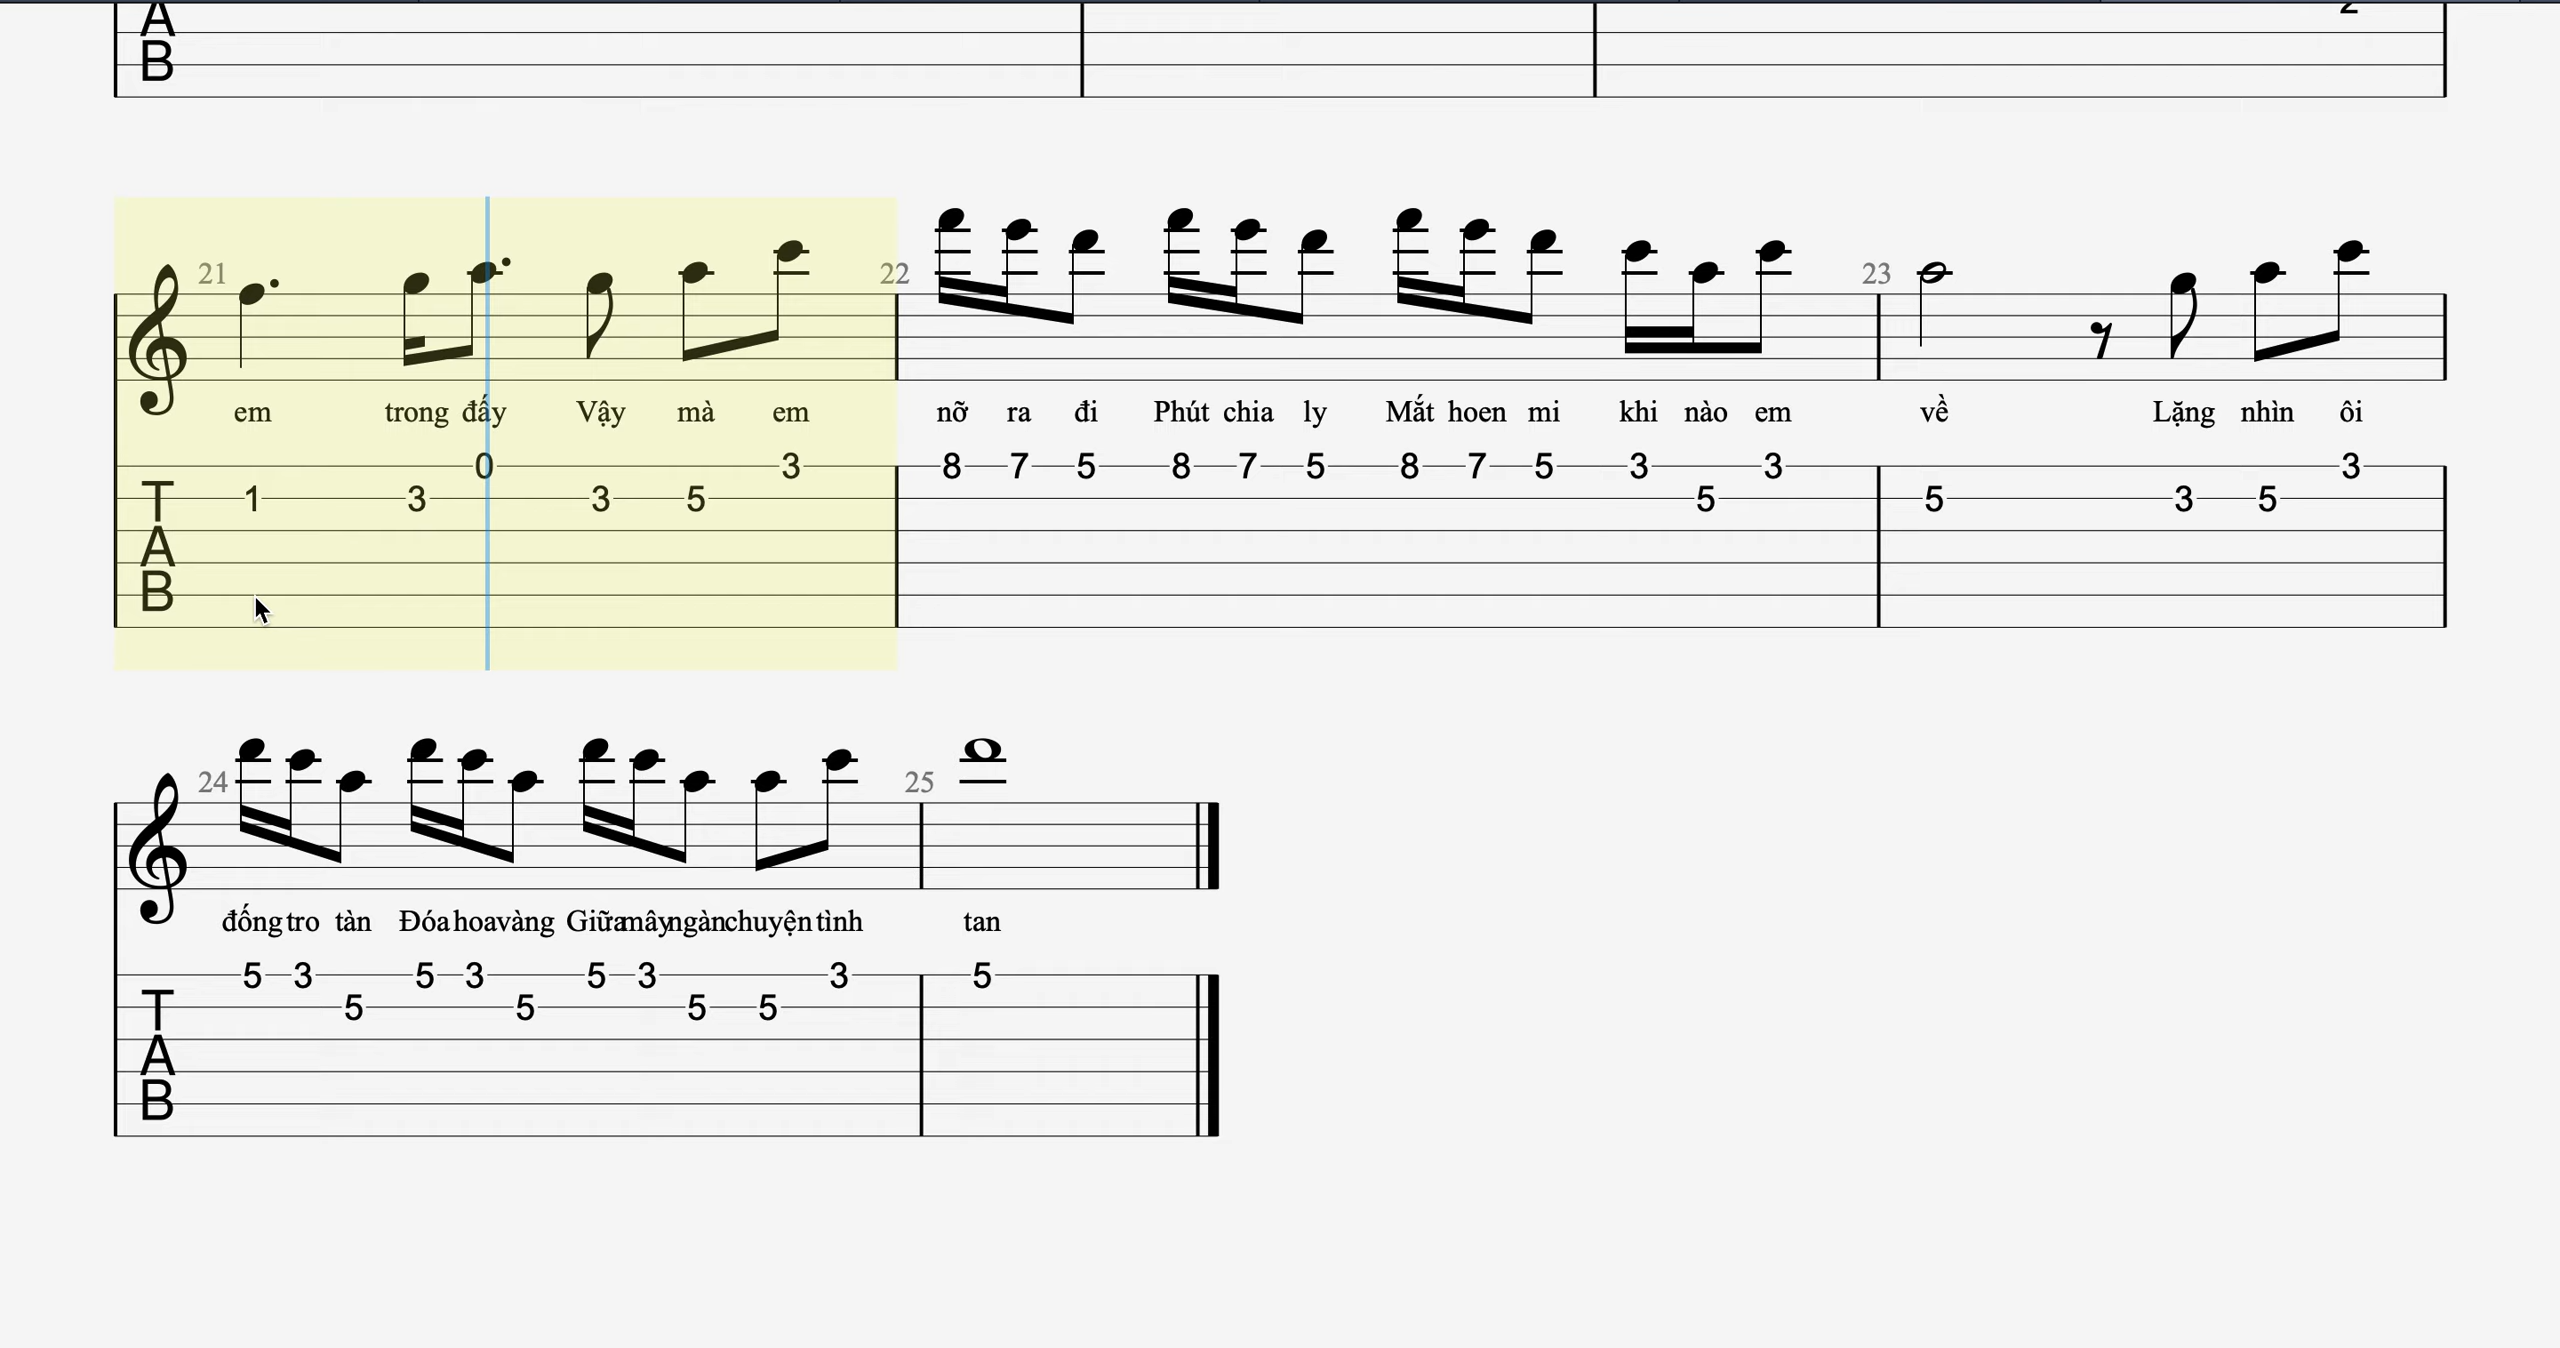 2
A
B
21 22 23
em trong đấy Vậy mà em nỡ ra đi Phút chia ly Mắt hoen mi khi nào em về Lặng nhìn ôi
0 3 8 7 5 8 7 5 8 7 5 3 3 3
T 1 3 3 5 5 5 3 5
A
B
24 25
đống tro tàn Đóa hoa vàng Giữa mây ngàn chuyện tình tan
5 3 5 3 5 3 3 5
T 5 5 5 5
A
B